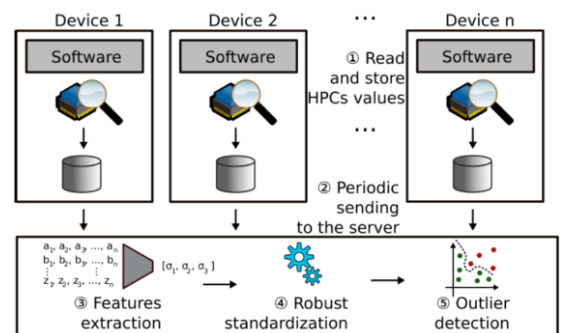 Device 1
Device 2
...
Device n
Software
Software
Software
① Read
and store
HPCs values
...
② Periodic
sending
to the server
a₁, a₂, a₃, ..., aₙ
b₁, b₂, b₃, ..., bₙ
⋮
z₁, z₂, z₃, ..., zₙ
[σ₁, σ₂, σ₃ ]
③ Features
extraction
④ Robust
standardization
⑤ Outlier
detection